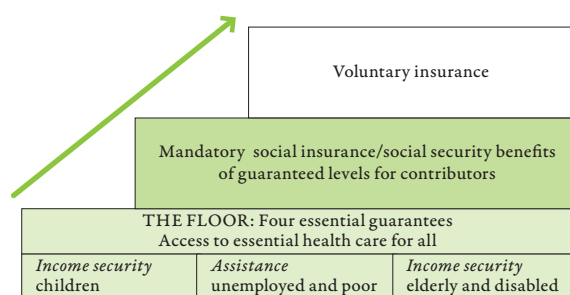 Voluntary insurance
Mandatory social insurance/social security benefits
of guaranteed levels for contributors
THE FLOOR: Four essential guarantees
Access to essential health care for all
Income security
children
Assistance
unemployed and poor
Income security
elderly and disabled